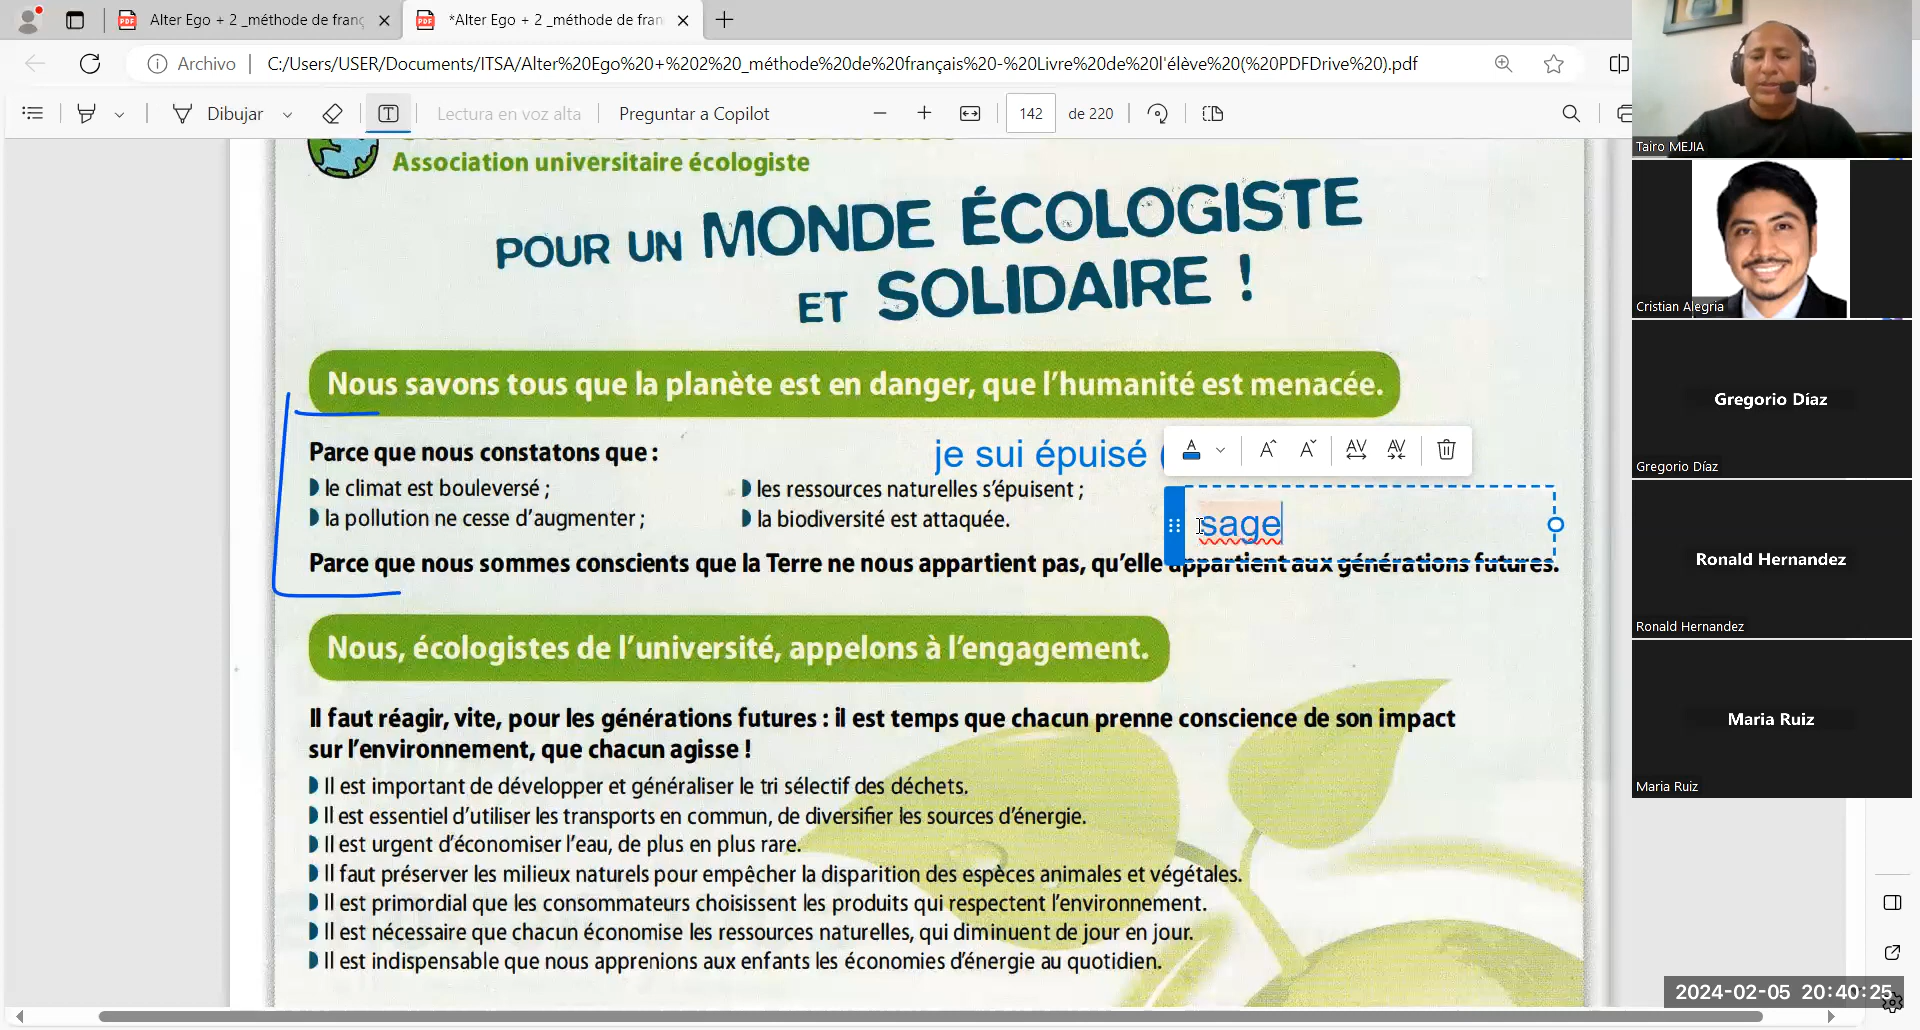 Alter Ego + 2 _méthode de franç
*Alter Ego + 2 _méthode de fran
Archivo
C:/Users/USER/Documents/ITSA/Alter%20Ego%20+%202%20_méthode%20de%20français%20-%20Livre%20de%20l'élève%20(%20PDFDrive%20).pdf
Dibujar
Lectura en voz alta
Preguntar a Copilot
142
de 220
Association universitaire écologiste
POUR UN MONDE ÉCOLOGISTE
ET SOLIDAIRE !
Nous savons tous que la planète est en danger, que l'humanité est menacée.
Parce que nous constatons que :
je sui épuisé
le climat est bouleversé ;
les ressources naturelles s'épuisent ;
la pollution ne cesse d'augmenter ;
la biodiversité est attaquée.
sage
Parce que nous sommes conscients que la Terre ne nous appartient pas, qu'elle appartient aux générations futures.
Nous, écologistes de l'université, appelons à l'engagement.
Il faut réagir, vite, pour les générations futures : il est temps que chacun prenne conscience de son impact
sur l'environnement, que chacun agisse !
Il est important de développer et généraliser le tri sélectif des déchets.
Il est essentiel d'utiliser les transports en commun, de diversifier les sources d'énergie.
Il est urgent d'économiser l'eau, de plus en plus rare.
Il faut préserver les milieux naturels pour empêcher la disparition des espèces animales et végétales.
Il est primordial que les consommateurs choisissent les produits qui respectent l'environnement.
Il est nécessaire que chacun économise les ressources naturelles, qui diminuent de jour en jour.
Il est indispensable que nous apprenions aux enfants les économies d'énergie au quotidien.
Tairo MEJIA
Cristian Alegria
Gregorio Díaz
Gregorio Díaz
Ronald Hernandez
Ronald Hernandez
Maria Ruiz
Maria Ruiz
2024-02-05 20:40:25